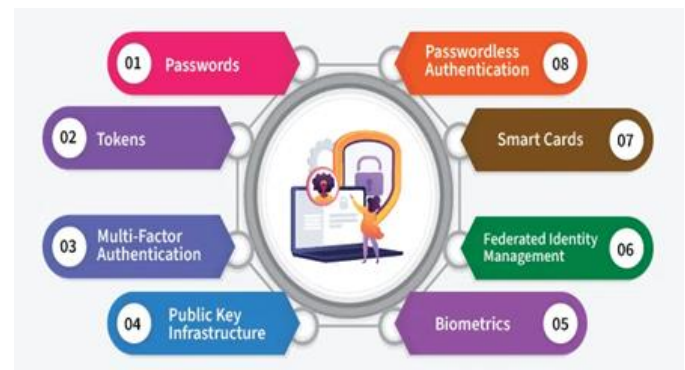 01 Passwords
02 Tokens
03 Multi-Factor
Authentication
04 Public Key
Infrastructure
Biometrics 05
Federated Identity
Management 06
Smart Cards 07
Passwordless
Authentication 08